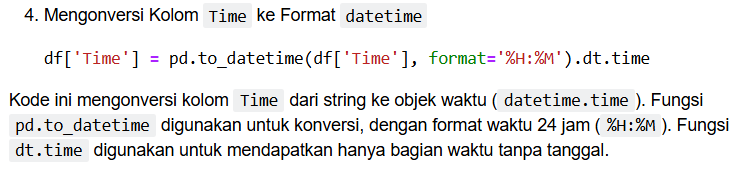 4. Mengonversi Kolom Time ke Format datetime
df['Time'] = pd.to_datetime(df['Time'], format='%H:%M').dt.time
Kode ini mengonversi kolom Time dari string ke objek waktu ( datetime.time ). Fungsi
pd.to_datetime digunakan untuk konversi, dengan format waktu 24 jam ( %H:%M ). Fungsi
dt.time digunakan untuk mendapatkan hanya bagian waktu tanpa tanggal.